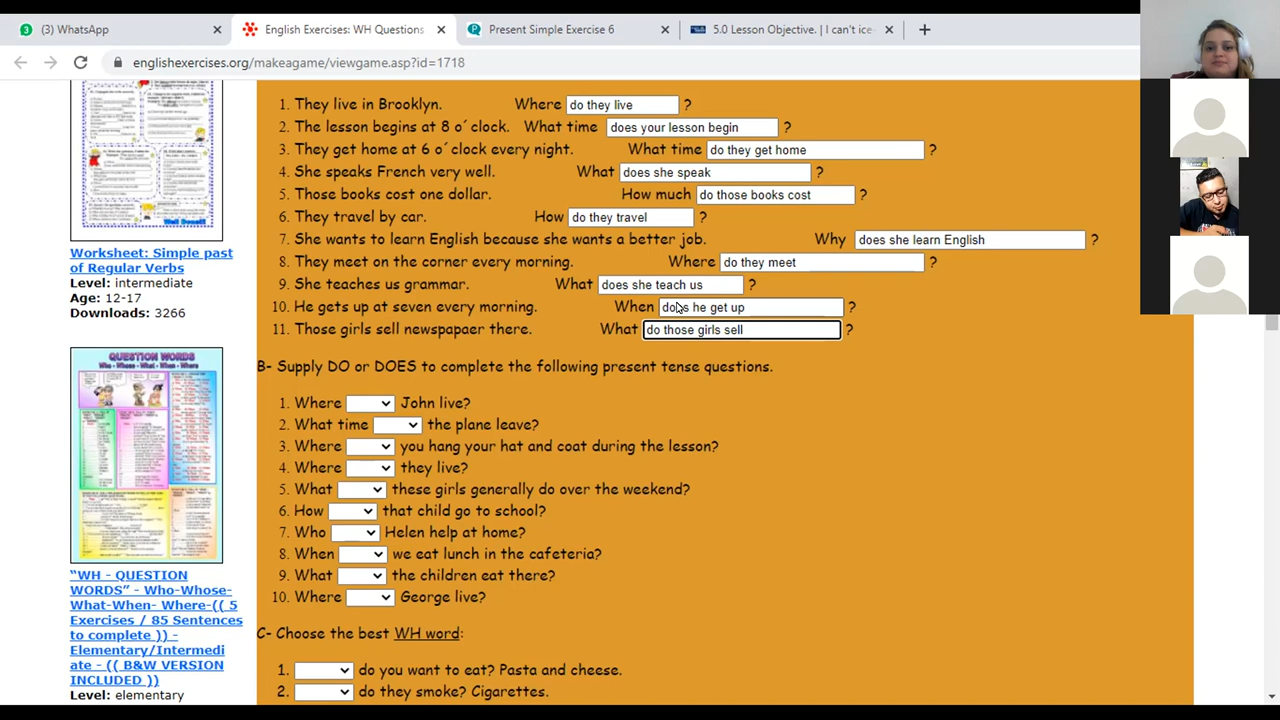 (3) WhatsApp
English Exercises: WH Questions
Present Simple Exercise 6
5.0 Lesson Objective. | I can't ice-
englishexercises.org/makeagame/viewgame.asp?id=1718
1. They live in Brooklyn. Where do they live ?
2. The lesson begins at 8 o´clock. What time does your lesson begin ?
3. They get home at 6 o´clock every night. What time do they get home ?
4. She speaks French very well. What does she speak ?
5. Those books cost one dollar. How much do those books cost ?
6. They travel by car. How do they travel ?
7. She wants to learn English because she wants a better job. Why does she learn English ?
8. They meet on the corner every morning. Where do they meet ?
9. She teaches us grammar. What does she teach us ?
10. He gets up at seven every morning. When does he get up ?
11. Those girls sell newspaper there. What do those girls sell ?
Worksheet: Simple past
of Regular Verbs
Level: intermediate
Age: 12-17
Downloads: 3266
B- Supply DO or DOES to complete the following present tense questions.
1. Where John live?
2. What time the plane leave?
3. Where you hang your hat and coat during the lesson?
4. Where they live?
5. What these girls generally do over the weekend?
6. How that child go to school?
7. Who Helen help at home?
8. When we eat lunch in the cafeteria?
9. What the children eat there?
10. Where George live?
QUESTION WORDS
Who - Whose - What - When - Where
"WH - QUESTION
WORDS" - Who-Whose-
What-When- Where-(( 5
Exercises / 85 Sentences
to complete )) -
Elementary/Intermedi
ate - (( B&W VERSION
INCLUDED ))
Level: elementary
C- Choose the best WH word:
1. do you want to eat? Pasta and cheese.
2. do they smoke? Cigarettes.